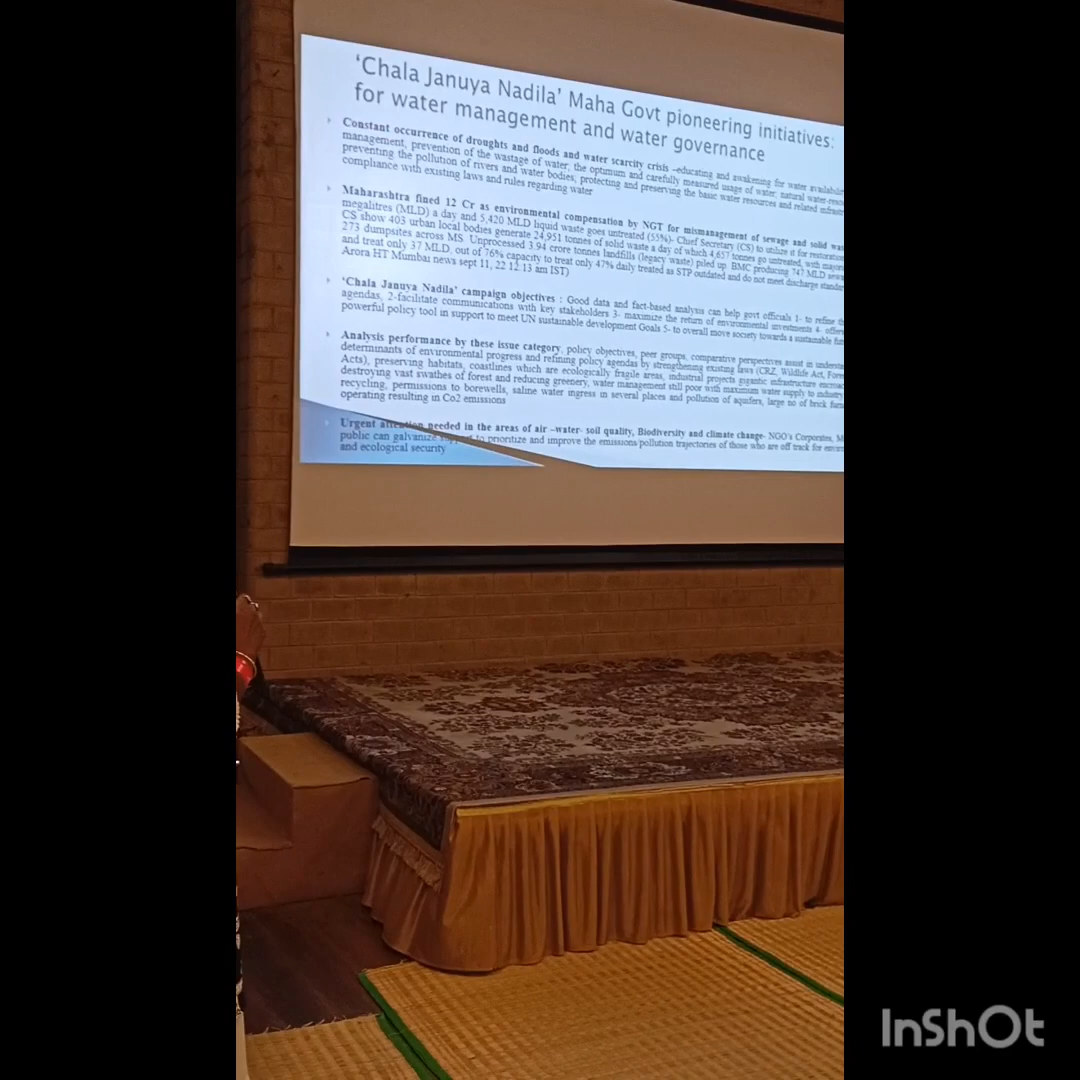 'Chala Januya Nadila' Maha Govt pioneering initiatives:
for water management and water governance
Constant occurrence of droughts and floods and water scarcity crisis –educating and awakening for water
management, prevention of the wastage of water, the optimum and carefully measured usage of water, natural
preventing the pollution of rivers and water bodies, protecting and preserving the basic water resources and related
compliance with existing laws and rules regarding water
Maharashtra fined 12 Cr as environmental compensation by NGT for mismanagement of sewage and solid
megalitres (MLD) a day and 5,420 MLD liquid waste goes untreated (55%)- Chief Secretary (CS) to utilize it for
CS show 403 urban local bodies generate 24,951 tonnes of solid waste a day of which 4,657 tonnes go untreated, with
273 dumpsites across MS. Unprocessed 3.94 crore tonnes landfills (legacy waste) piled up. BMC producing 747 MLD
and treat only 37 MLD, out of 76% capacity to treat only 47% daily treated as STP outdated and do not meet discharge
Arora HT Mumbai news sept 11, 22 12:13 am IST)
'Chala Januya Nadila' campaign objectives : Good data and fact-based analysis can help govt officials 1- to refine
agendas, 2-facilitate communications with key stakeholders 3- maximize the return of environmental investments 4-
powerful policy tool in support to meet UN sustainable development Goals 5- to overall move society towards a sustainable
Analysis performance by these issue category, policy objectives, peer groups, comparative perspectives assist in
determinants of environmental progress and refining policy agendas by strengthening existing laws (CRZ, Wildlife Act,
Acts), preserving habitats, coastlines which are ecologically fragile areas, industrial projects gigantic infrastructure
destroying vast swathes of forest and reducing greenery, water management still poor with maximum water supply to
recycling, permissions to borewells, saline water ingress in several places and pollution of aquifers, large no of brick
operating resulting in Co2 emissions
Urgent attention needed in the areas of air –water- soil quality, Biodiversity and climate change- NGO's Corporates,
public can galvanize support to prioritize and improve the emissions/pollution trajectories of those who are off track for
and ecological security
InShOt